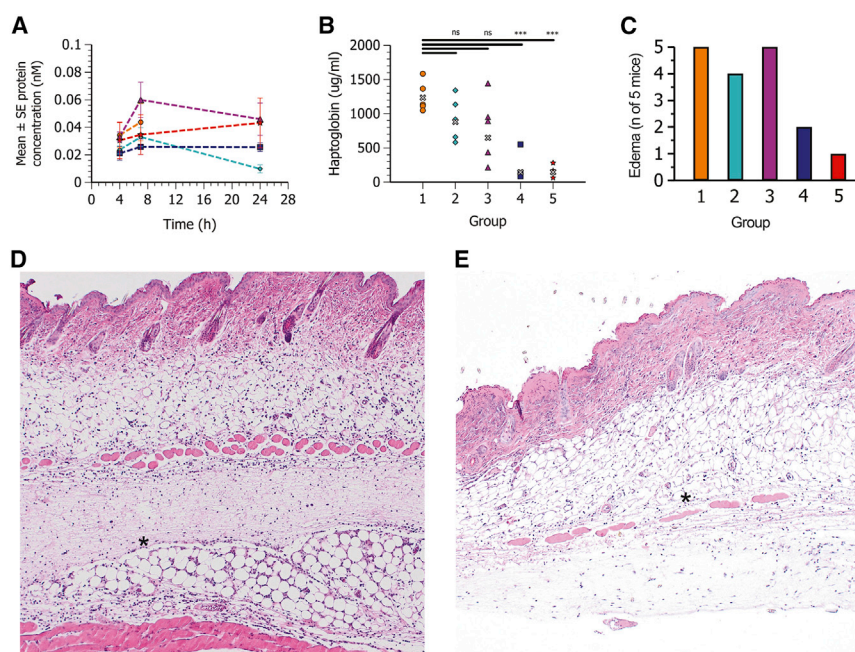 A
Mean ± SE protein
concentration (nM)
0.1
0.08
0.06
0.04
0.02
0
0 4 8 12 16 20 24 28
Time (h)
B
ns ns *** ***
Haptoglobin (ug/ml)
2000
1500
1000
500
0
1 2 3 4 5
Group
C
Edema (n of 5 mice)
5
4
3
2
1
1 2 3 4 5
Group
D
*
E
*